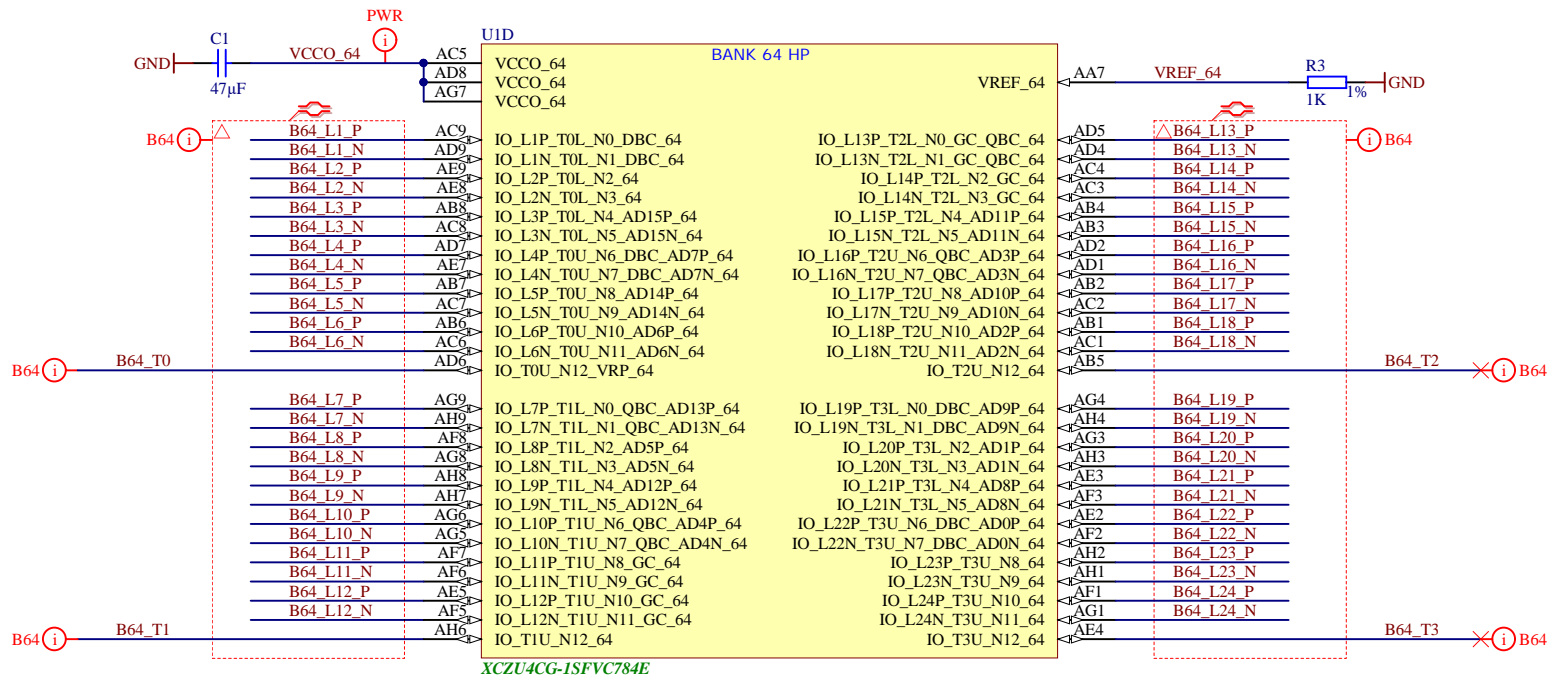 PWR
C1
U1D
GND
VCCO_64
AC5
VCCO_64
BANK 64 HP
47µF
AD8
VCCO_64
AG7
VCCO_64
VREF_64
AA7
VREF_64
R3
1K
1%
GND
B64
B64_L1_P
AC9
IO_L1P_T0L_N0_DBC_64
IO_L13P_T2L_N0_GC_QBC_64
AD5
B64_L13_P
B64
B64_L1_N
AD9
IO_L1N_T0L_N1_DBC_64
IO_L13N_T2L_N1_GC_QBC_64
AD4
B64_L13_N
B64_L2_P
AE9
IO_L2P_T0L_N2_64
IO_L14P_T2L_N2_GC_64
AC4
B64_L14_P
B64_L2_N
AE8
IO_L2N_T0L_N3_64
IO_L14N_T2L_N3_GC_64
AC3
B64_L14_N
B64_L3_P
AB8
IO_L3P_T0L_N4_AD15P_64
IO_L15P_T2L_N4_AD11P_64
AB4
B64_L15_P
B64_L3_N
AC8
IO_L3N_T0L_N5_AD15N_64
IO_L15N_T2L_N5_AD11N_64
AB3
B64_L15_N
B64_L4_P
AD7
IO_L4P_T0U_N6_DBC_AD7P_64
IO_L16P_T2U_N6_QBC_AD3P_64
AD2
B64_L16_P
B64_L4_N
AE7
IO_L4N_T0U_N7_DBC_AD7N_64
IO_L16N_T2U_N7_QBC_AD3N_64
AD1
B64_L16_N
B64_L5_P
AB7
IO_L5P_T0U_N8_AD14P_64
IO_L17P_T2U_N8_AD10P_64
AB2
B64_L17_P
B64_L5_N
AC7
IO_L5N_T0U_N9_AD14N_64
IO_L17N_T2U_N9_AD10N_64
AC2
B64_L17_N
B64_L6_P
AB6
IO_L6P_T0U_N10_AD6P_64
IO_L18P_T2U_N10_AD2P_64
AB1
B64_L18_P
B64_L6_N
AC6
IO_L6N_T0U_N11_AD6N_64
IO_L18N_T2U_N11_AD2N_64
AC1
B64_L18_N
B64
B64_T0
AD6
IO_T0U_N12_VRP_64
IO_T2U_N12_64
AB5
B64_T2
B64
B64_L7_P
AG9
IO_L7P_T1L_N0_QBC_AD13P_64
IO_L19P_T3L_N0_DBC_AD9P_64
AG4
B64_L19_P
B64_L7_N
AH9
IO_L7N_T1L_N1_QBC_AD13N_64
IO_L19N_T3L_N1_DBC_AD9N_64
AH4
B64_L19_N
B64_L8_P
AF8
IO_L8P_T1L_N2_AD5P_64
IO_L20P_T3L_N2_AD1P_64
AG3
B64_L20_P
B64_L8_N
AG8
IO_L8N_T1L_N3_AD5N_64
IO_L20N_T3L_N3_AD1N_64
AH3
B64_L20_N
B64_L9_P
AH8
IO_L9P_T1L_N4_AD12P_64
IO_L21P_T3L_N4_AD8P_64
AE3
B64_L21_P
B64_L9_N
AH7
IO_L9N_T1L_N5_AD12N_64
IO_L21N_T3L_N5_AD8N_64
AF3
B64_L21_N
B64_L10_P
AG6
IO_L10P_T1U_N6_QBC_AD4P_64
IO_L22P_T3U_N6_DBC_AD0P_64
AE2
B64_L22_P
B64_L10_N
AG5
IO_L10N_T1U_N7_QBC_AD4N_64
IO_L22N_T3U_N7_DBC_AD0N_64
AF2
B64_L22_N
B64_L11_P
AF7
IO_L11P_T1U_N8_GC_64
IO_L23P_T3U_N8_64
AH2
B64_L23_P
B64_L11_N
AF6
IO_L11N_T1U_N9_GC_64
IO_L23N_T3U_N9_64
AH1
B64_L23_N
B64_L12_P
AE5
IO_L12P_T1U_N10_GC_64
IO_L24P_T3U_N10_64
AF1
B64_L24_P
B64_L12_N
AF5
IO_L12N_T1U_N11_GC_64
IO_L24N_T3U_N11_64
AG1
B64_L24_N
B64
B64_T1
AH6
IO_T1U_N12_64
IO_T3U_N12_64
AE4
B64_T3
B64
XCZU4CG-1SFVC784E